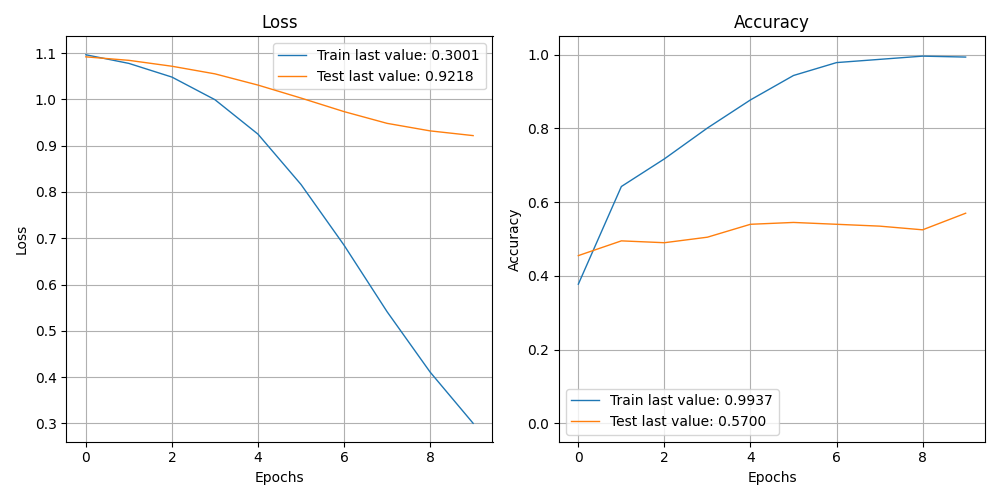 Loss
Train last value: 0.3001
Test last value: 0.9218
1.1
1.0
0.9
0.8
0.7
0.6
0.5
0.4
0.3
Loss
0 2 4 6 8
Epochs
Accuracy
1.0
0.8
0.6
0.4
0.2
0.0
Accuracy
Train last value: 0.9937
Test last value: 0.5700
0 2 4 6 8
Epochs